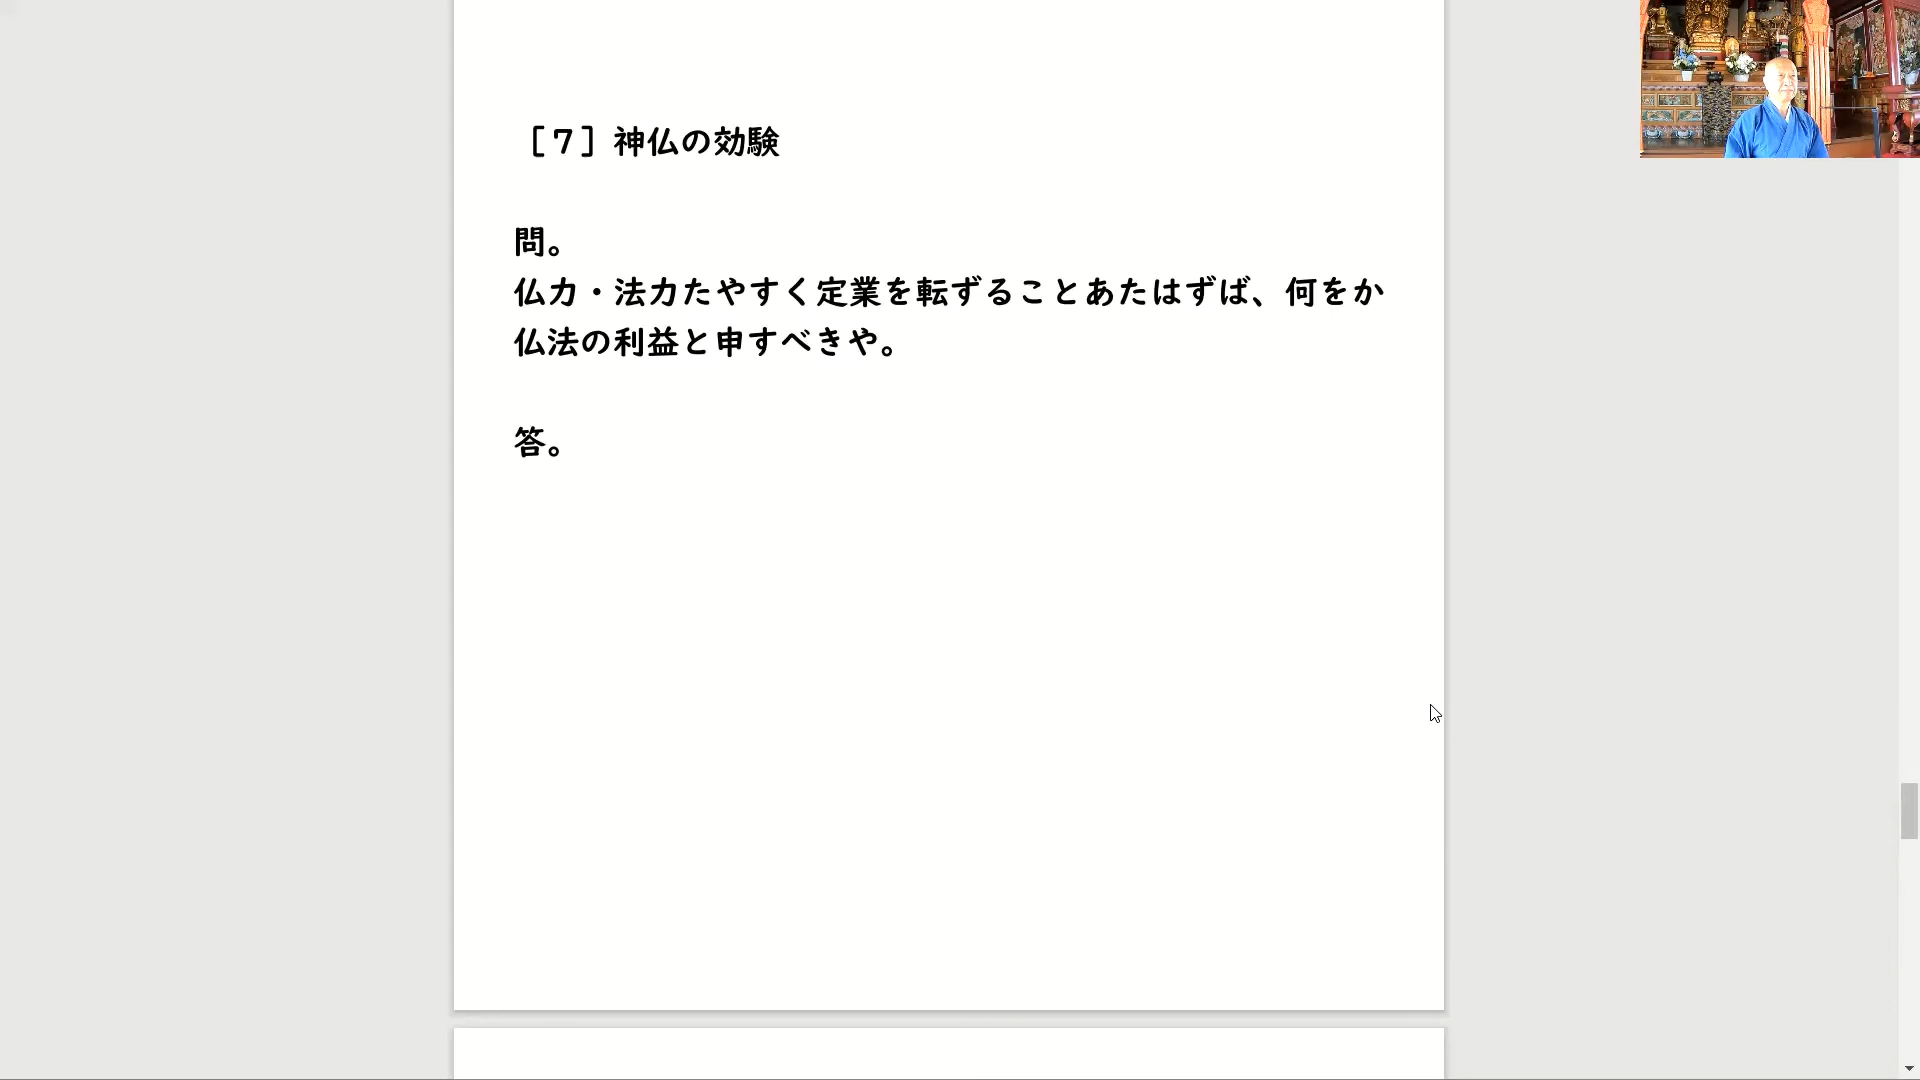 ［７］神仏の効験
問。
仏力・法力たやすく定業を転ずることあたはずば、何をか
仏法の利益と申すべきや。
答。